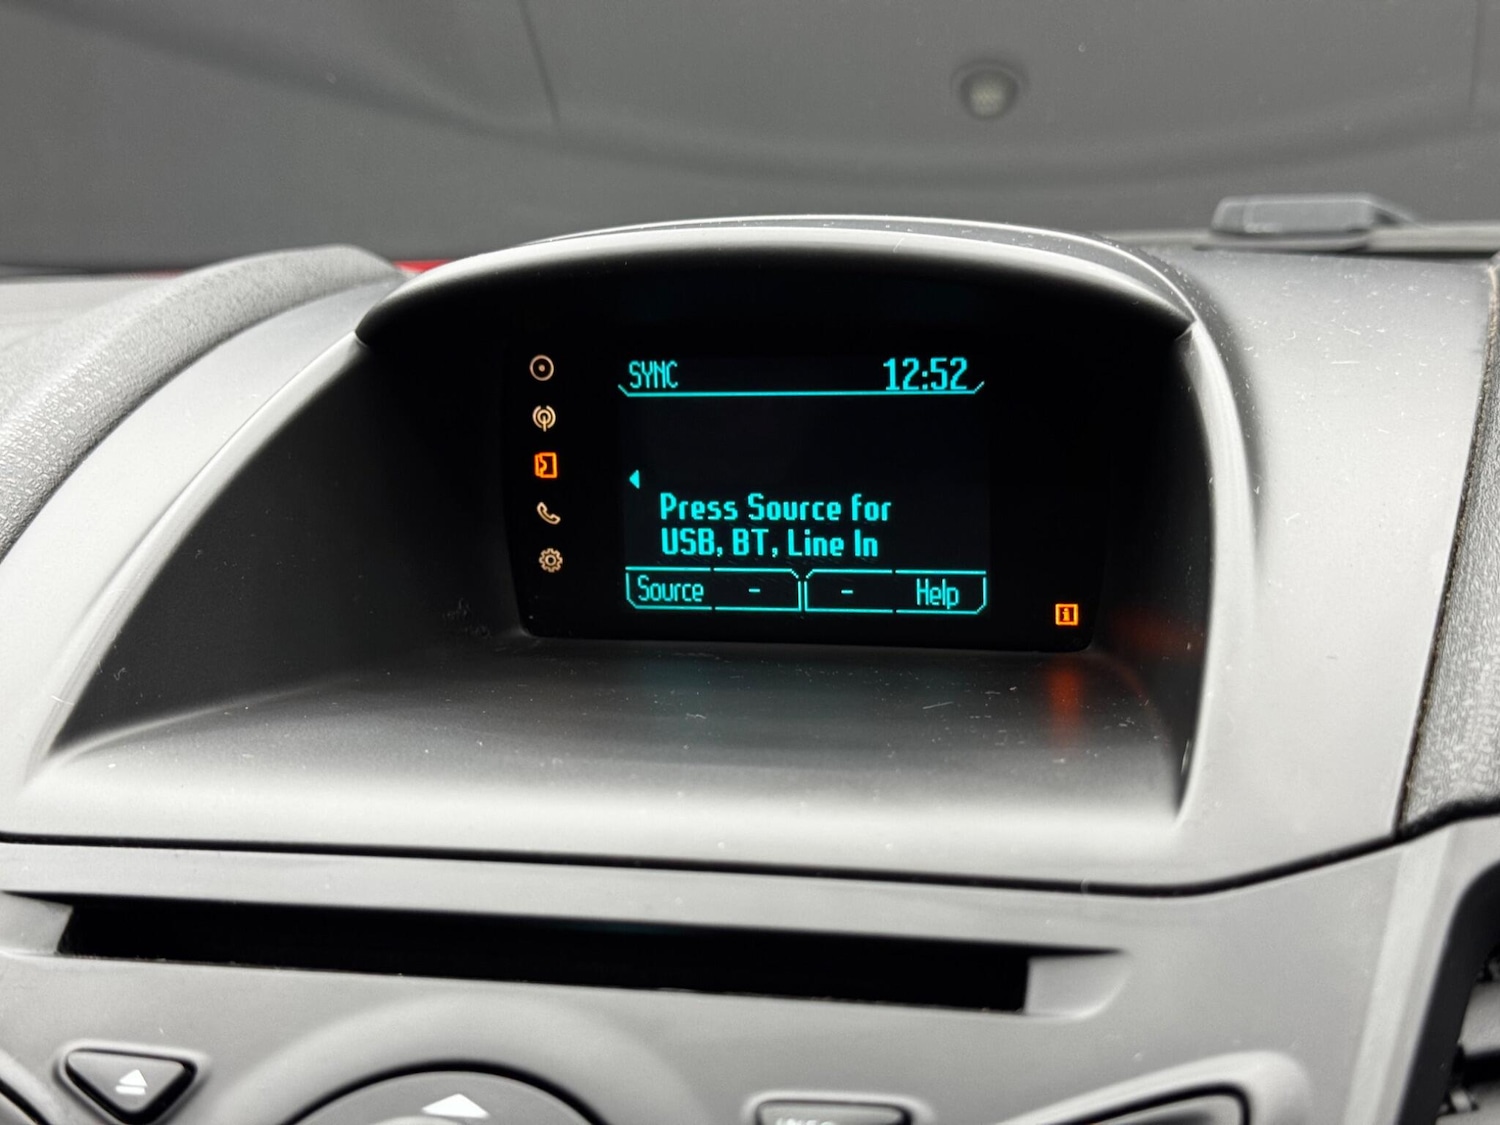 SYNC 12:52
Press Source for
USB, BT, Line In
Source - - Help
i